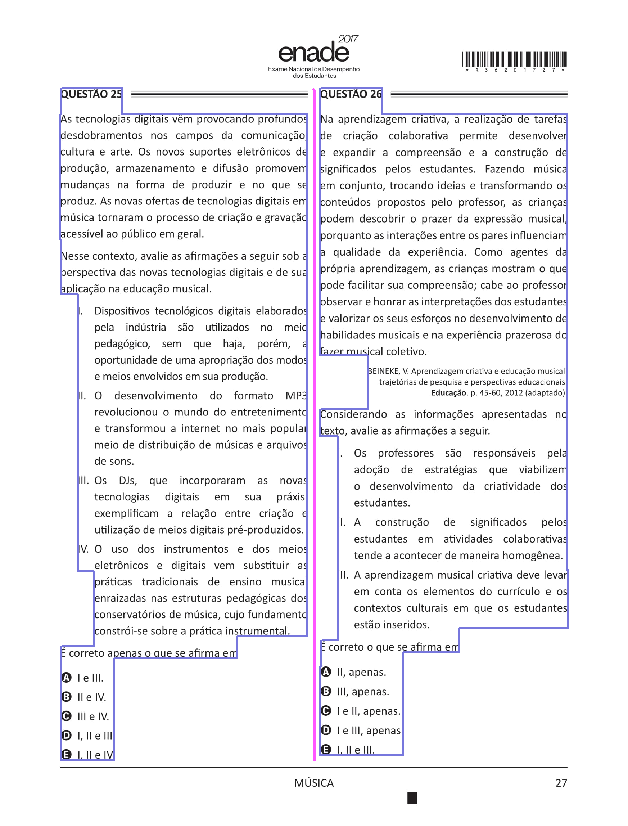 enade 2017
Exame Nacional de Desempenho
dos Estudantes
QUESTÃO 25
As tecnologias digitais vêm provocando profundos
desdobramentos nos campos da comunicação,
cultura e arte. Os novos suportes eletrônicos de
produção, armazenamento e difusão promovem
mudanças na forma de produzir e no que se
produz. As novas ofertas de tecnologias digitais em
música tornaram o processo de criação e gravação
acessível ao público em geral.
Nesse contexto, avalie as afirmações a seguir sob a
perspectiva das novas tecnologias digitais e de sua
aplicação na educação musical.
I. Dispositivos tecnológicos digitais elaborados
pela indústria são utilizados no meio
pedagógico, sem que haja, porém, a
oportunidade de uma apropriação dos modos
e meios envolvidos em sua produção.
II. O desenvolvimento do formato MP3
revolucionou o mundo do entretenimento
e transformou a internet no mais popular
meio de distribuição de músicas e arquivos
de sons.
III. Os DJs, que incorporaram as novas
tecnologias digitais em sua práxis,
exemplificam a relação entre criação e
utilização de meios digitais pré-produzidos.
IV. O uso dos instrumentos e dos meios
eletrônicos e digitais vem substituir as
práticas tradicionais de ensino musical
enraizadas nas estruturas pedagógicas dos
conservatórios de música, cujo fundamento
constrói-se sobre a prática instrumental.
É correto apenas o que se afirma em
A I e III.
B II e IV.
C III e IV.
D I, II e III
E I, II e IV
QUESTÃO 26
Na aprendizagem criativa, a realização de tarefas
de criação colaborativa permite desenvolver
e expandir a compreensão e a construção de
significados pelos estudantes. Fazendo música
em conjunto, trocando ideias e transformando os
conteúdos propostos pelo professor, as crianças
podem descobrir o prazer da expressão musical,
porquanto as interações entre os pares influenciam
a qualidade da experiência. Como agentes da
própria aprendizagem, as crianças mostram o que
pode facilitar sua compreensão; cabe ao professor
observar e honrar as interpretações dos estudantes
e valorizar os seus esforços no desenvolvimento de
habilidades musicais e na experiência prazerosa do
fazer musical coletivo.
BEINEKE, V. Aprendizagem criativa e educação musical:
trajetórias de pesquisa e perspectivas educacionais.
Educação, p. 45-60, 2012 (adaptado).
Considerando as informações apresentadas no
texto, avalie as afirmações a seguir.
I. Os professores são responsáveis pela
adoção de estratégias que viabilizem
o desenvolvimento da criatividade dos
estudantes.
II. A construção de significados pelos
estudantes em atividades colaborativas
tende a acontecer de maneira homogênea.
III. A aprendizagem musical criativa deve levar
em conta os elementos do currículo e os
contextos culturais em que os estudantes
estão inseridos.
É correto o que se afirma em
A II, apenas.
B III, apenas.
C I e II, apenas.
D I e III, apenas
E I, II e III.
MÚSICA
27